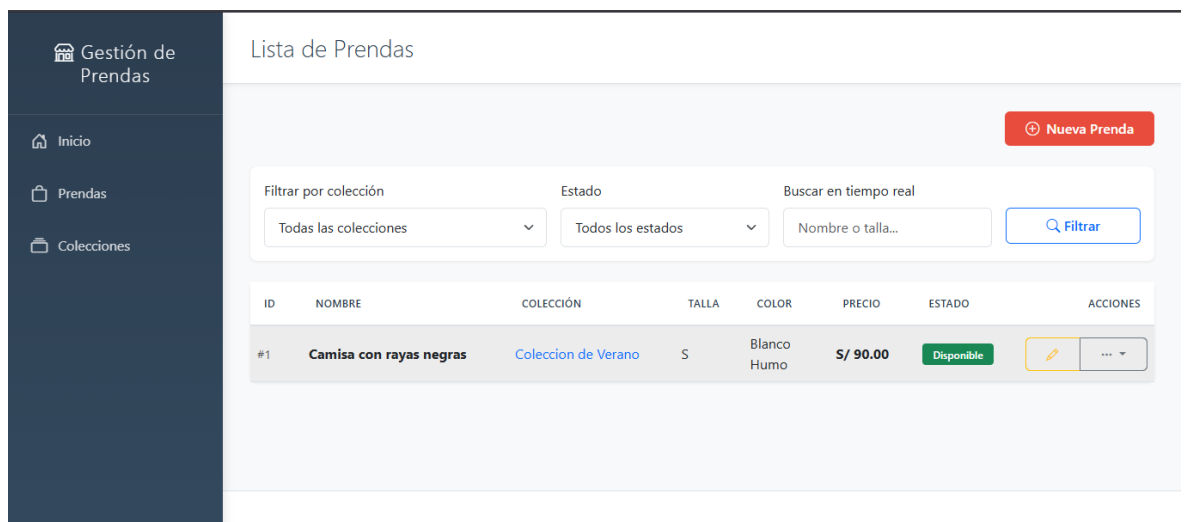 Gestión de
Prendas
Inicio
Prendas
Colecciones
Lista de Prendas
Nueva Prenda
Filtrar por colección Estado Buscar en tiempo real
Todas las colecciones Todos los estados Nombre o talla... Filtrar
ID NOMBRE COLECCIÓN TALLA COLOR PRECIO ESTADO ACCIONES
#1 Camisa con rayas negras Coleccion de Verano S Blanco Humo S/ 90.00 Disponible ...